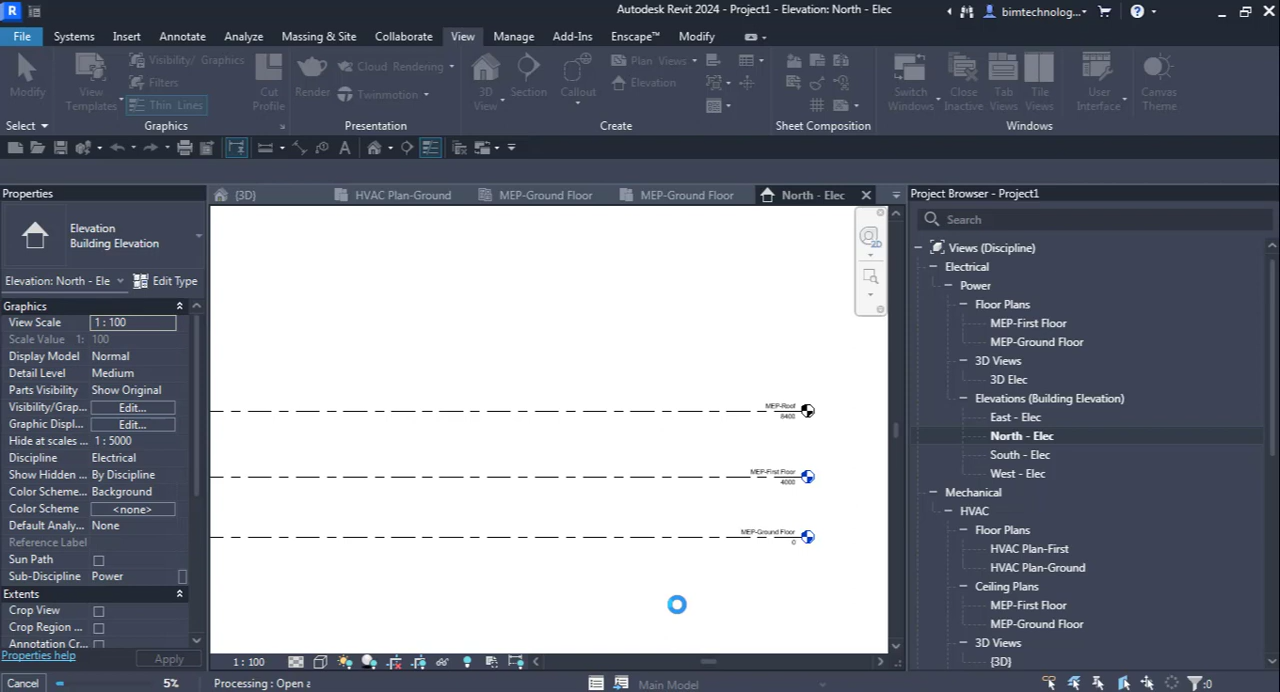 R Autodesk Revit 2024 - Project1 - Elevation: North - Elec bimtechnolog... ?
File Systems Insert Annotate Analyze Massing & Site Collaborate View Manage Add-Ins Enscape™ Modify
Modify
View Templates
Visibility/ Graphics
Filters
Thin Lines
Cut Profile
Render
Cloud Rendering
Twinmotion
3D View
Section
Callout
Plan Views
Elevation
Switch Windows
Close Inactive
Tab Views
Tile Views
User Interface
Canvas Theme
Select Graphics Presentation Create Sheet Composition Windows
Properties
{3D} HVAC Plan-Ground MEP-Ground Floor MEP-Ground Floor North - Elec
Elevation
Building Elevation
Elevation: North - Ele Edit Type
Graphics
View Scale 1 : 100
Scale Value 1: 100
Display Model Normal
Detail Level Medium
Parts Visibility Show Original
Visibility/Grap... Edit...
Graphic Displ... Edit...
Hide at scales ... 1 : 5000
Discipline Electrical
Show Hidden ... By Discipline
Color Scheme... Background
Color Scheme <none>
Default Analy... None
Reference Label
Sun Path
Sub-Discipline Power
Extents
Crop View
Crop Region ...
Annotation Cr...
Properties help Apply
2D
MEP-Roof
8400
MEP-First Floor
4000
MEP-Ground Floor
0
1 : 100
Project Browser - Project1
Search
Views (Discipline)
Electrical
Power
Floor Plans
MEP-First Floor
MEP-Ground Floor
3D Views
3D Elec
Elevations (Building Elevation)
East - Elec
North - Elec
South - Elec
West - Elec
Mechanical
HVAC
Floor Plans
HVAC Plan-First
HVAC Plan-Ground
Ceiling Plans
MEP-First Floor
MEP-Ground Floor
3D Views
{3D}
Cancel 5% Processing : Open a Main Model :0